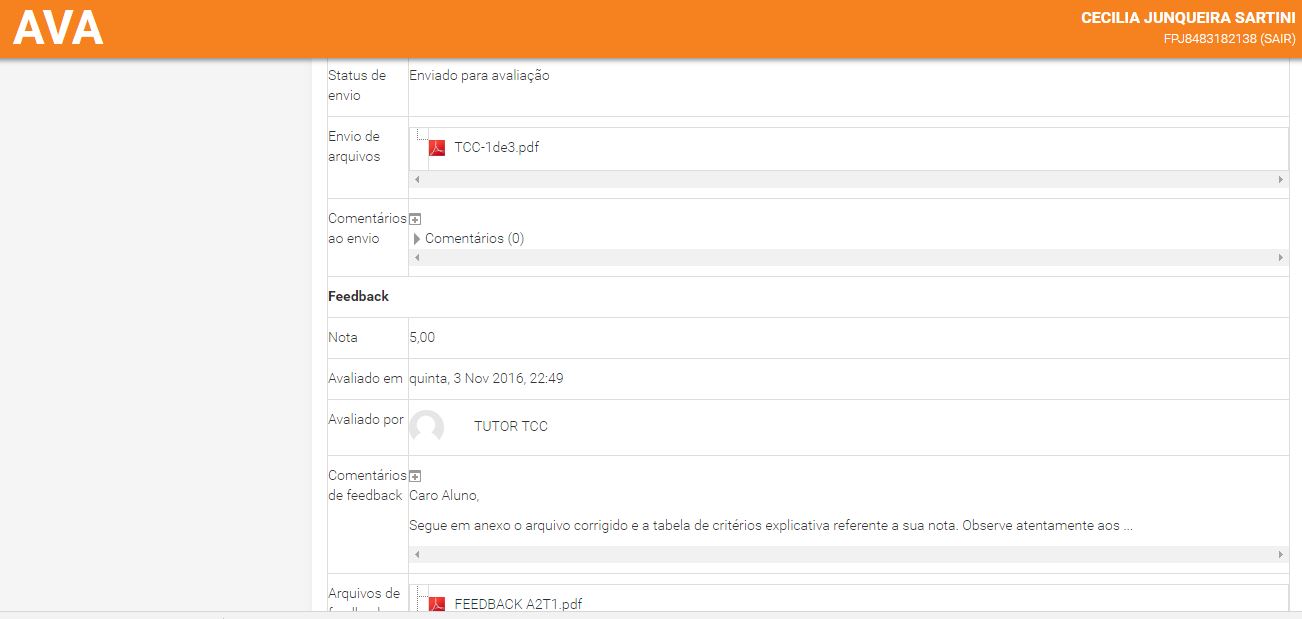 AVA
CECILIA JUNQUEIRA SARTINI
FPJ8483182138 (SAIR)
Status de envio
Enviado para avaliação
Envio de arquivos
TCC-1de3.pdf
Comentários ao envio
Comentários (0)
Feedback
Nota
5,00
Avaliado em
quinta, 3 Nov 2016, 22:49
Avaliado por
TUTOR TCC
Comentários de feedback
Caro Aluno,
Segue em anexo o arquivo corrigido e a tabela de critérios explicativa referente a sua nota. Observe atentamente aos ...
Arquivos de
FEEDBACK A2T1.pdf